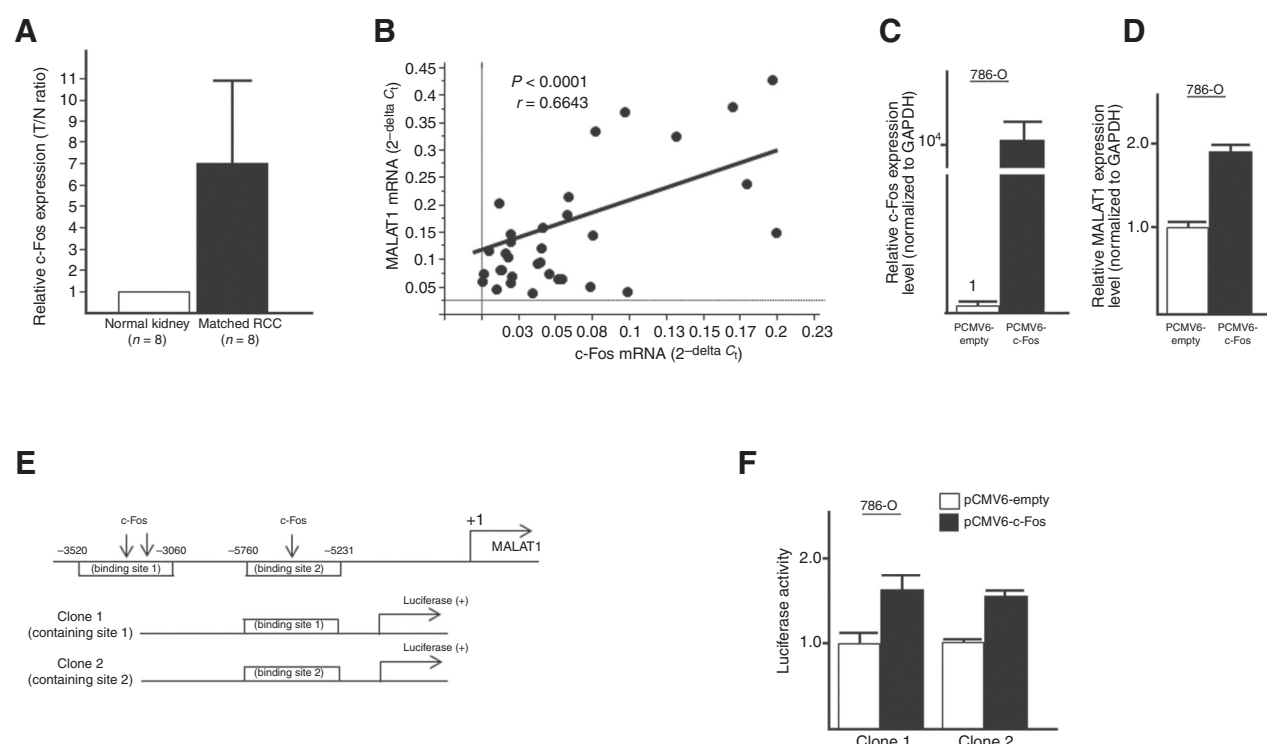 A
Relative c-Fos expression (T/N ratio)
11
10
9
8
7
6
5
4
3
2
1
Normal kidney
(n = 8)
Matched RCC
(n = 8)
B
MALAT1 mRNA (2–delta Ct)
0.45
0.4
0.35
0.3
0.25
0.2
0.15
0.1
0.05
P < 0.0001
r = 0.6643
0.03 0.05 0.08 0.1 0.13 0.15 0.17 0.2 0.23
c-Fos mRNA (2–delta Ct)
C
Relative c-Fos expression
level (normalized to GAPDH)
786-O
104
1
PCMV6-
empty
PCMV6-
c-Fos
D
Relative MALAT1 expression
level (normalized to GAPDH)
786-O
2.0
1.0
PCMV6-
empty
PCMV6-
c-Fos
E
c-Fos
c-Fos
+1
–3520
–3060
–5760
–5231
MALAT1
(binding site 1)
(binding site 2)
Clone 1
(containing site 1)
(binding site 1)
Luciferase (+)
Clone 2
(containing site 2)
(binding site 2)
Luciferase (+)
F
pCMV6-empty
pCMV6-c-Fos
786-O
Luciferase activity
2.0
1.0
Clone 1
Clone 2